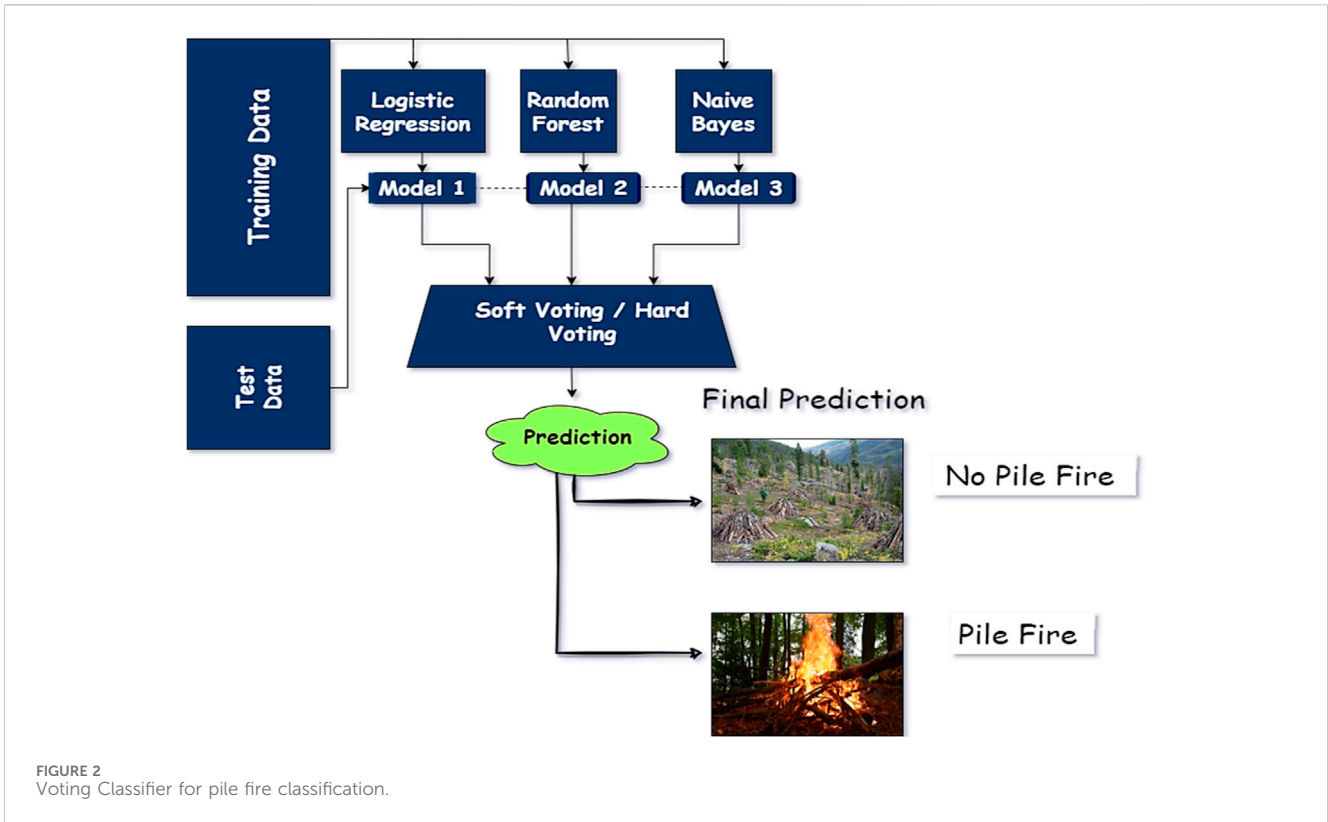 Training Data
Logistic
Regression
Random
Forest
Naive
Bayes
Model 1
Model 2
Model 3
Soft Voting / Hard
Voting
Test
Data
Prediction
Final Prediction
No Pile Fire
Pile Fire
FIGURE 2
Voting Classifier for pile fire classification.